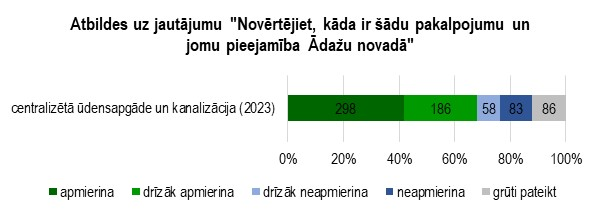 Atbildes uz jautājumu "Novērtējiet, kāda ir šādu pakalpojumu un
jomu pieejamība Ādažu novadā"
centralizētā ūdensapgāde un kanalizācija (2023)
298 186 58 83 86
0% 20% 40% 60% 80% 100%
apmierina drīzāk apmierina drīzāk neapmierina neapmierina grūti pateikt